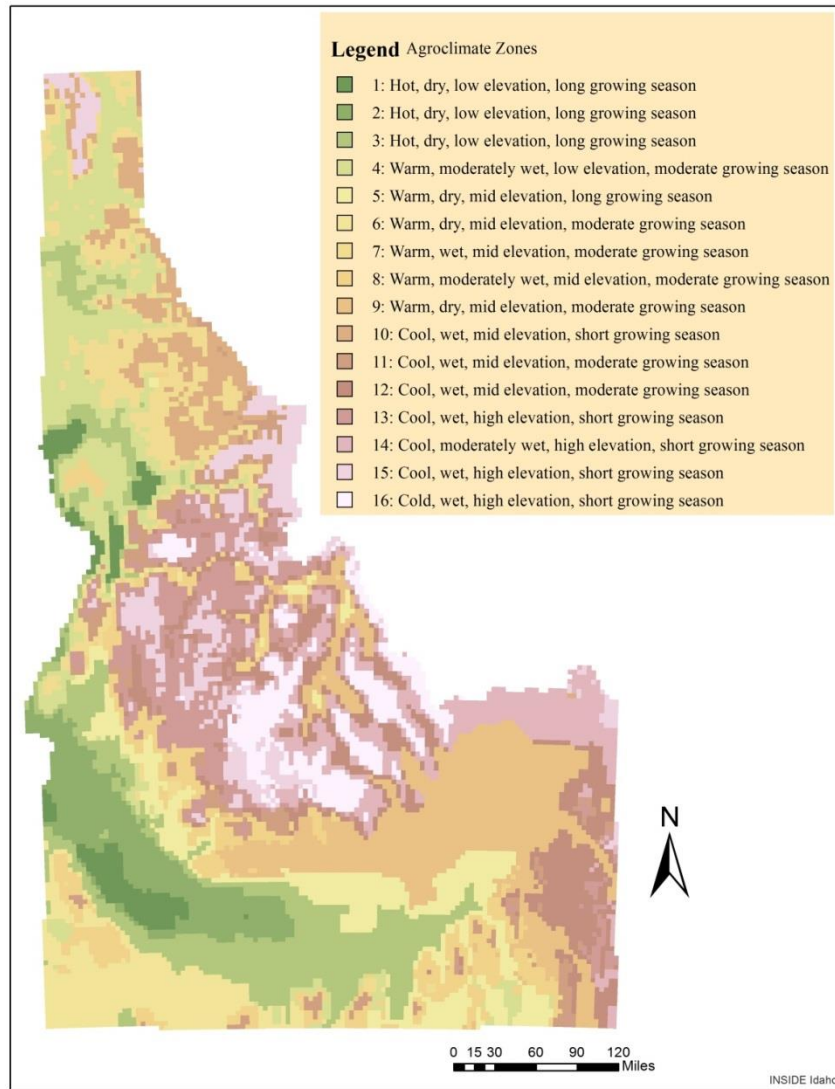 Legend Agroclimate Zones
1: Hot, dry, low elevation, long growing season
2: Hot, dry, low elevation, long growing season
3: Hot, dry, low elevation, long growing season
4: Warm, moderately wet, low elevation, moderate growing season
5: Warm, dry, mid elevation, long growing season
6: Warm, dry, mid elevation, moderate growing season
7: Warm, wet, mid elevation, moderate growing season
8: Warm, moderately wet, mid elevation, moderate growing season
9: Warm, dry, mid elevation, moderate growing season
10: Cool, wet, mid elevation, short growing season
11: Cool, wet, mid elevation, moderate growing season
12: Cool, wet, mid elevation, moderate growing season
13: Cool, wet, high elevation, short growing season
14: Cool, moderately wet, high elevation, short growing season
15: Cool, wet, high elevation, short growing season
16: Cold, wet, high elevation, short growing season
N
0 15 30 60 90 120
Miles
INSIDE Idaho